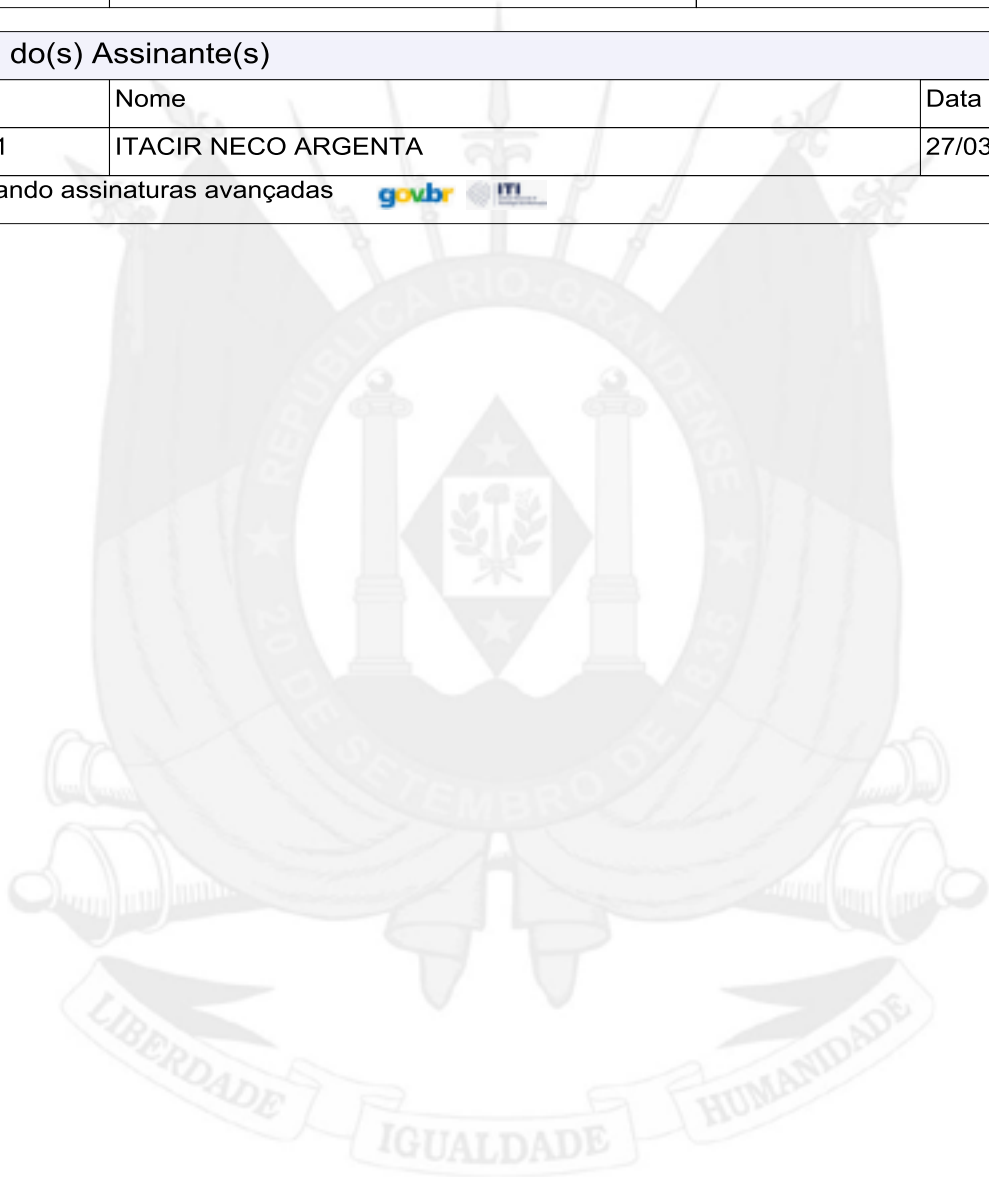 do(s) Assinante(s)
Nome Data
1 ITACIR NECO ARGENTA 27/03
ando assinaturas avançadas gov.br ITI
REPÚBLICA RIO-GRANDENSE
20 DE SETEMBRO DE 1835
LIBERDADE IGUALDADE HUMANIDADE